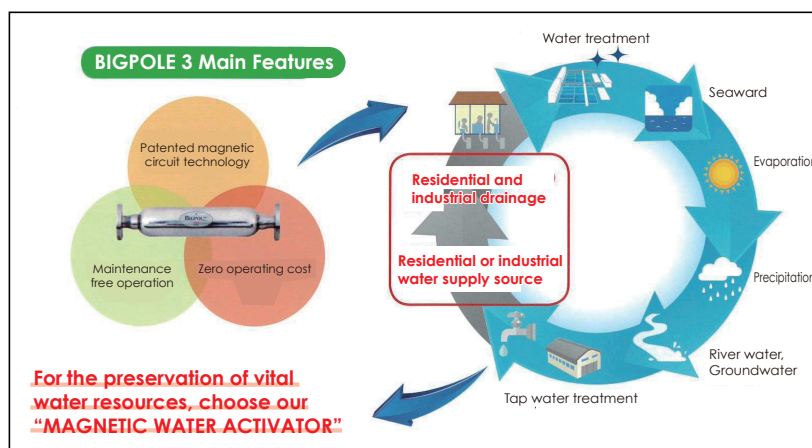 BIGPOLE 3 Main Features
Patented magnetic
circuit technology
BIGPOLE
Maintenance
free operation
Zero operating cost
For the preservation of vital
water resources, choose our
“MAGNETIC WATER ACTIVATOR”
Water treatment
Seaward
Evaporation
Precipitation
River water,
Groundwater
Tap water treatment
Residential and
industrial drainage
Residential or industrial
water supply source